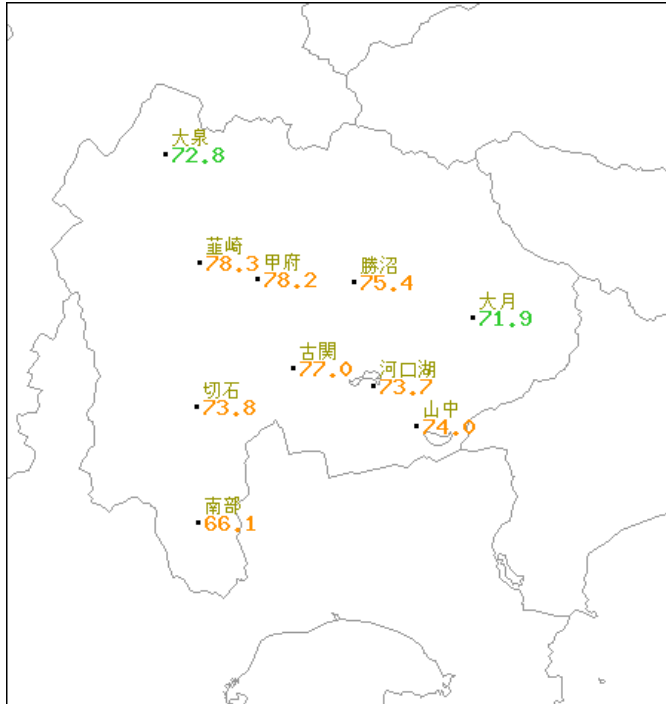 大泉
72.8
韮崎
78.3
甲府
78.2
勝沼
75.4
大月
71.9
古関
77.0
河口湖
73.7
切石
73.8
山中
74.0
南部
66.1